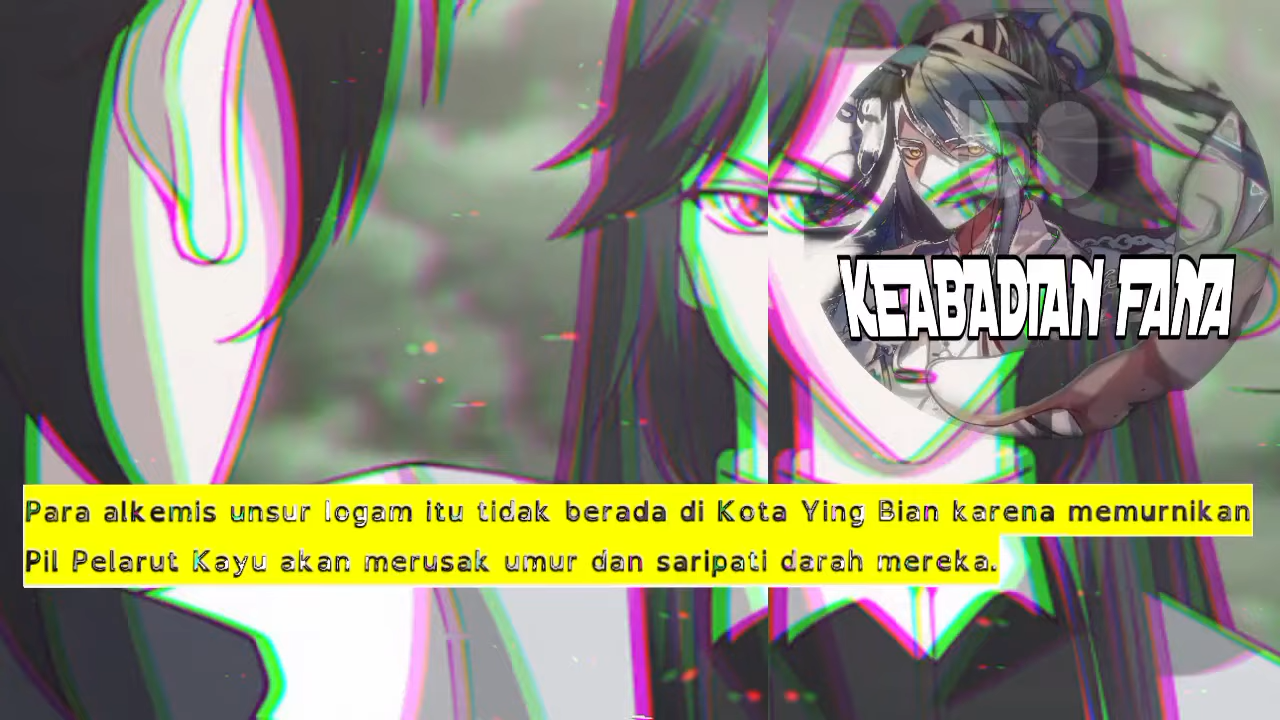 KEABADIAN FANA
Para alkemis unsur logam itu tidak berada di Kota Ying Bian karena memurnikan
Pil Pelarut Kayu akan merusak umur dan saripati darah mereka.